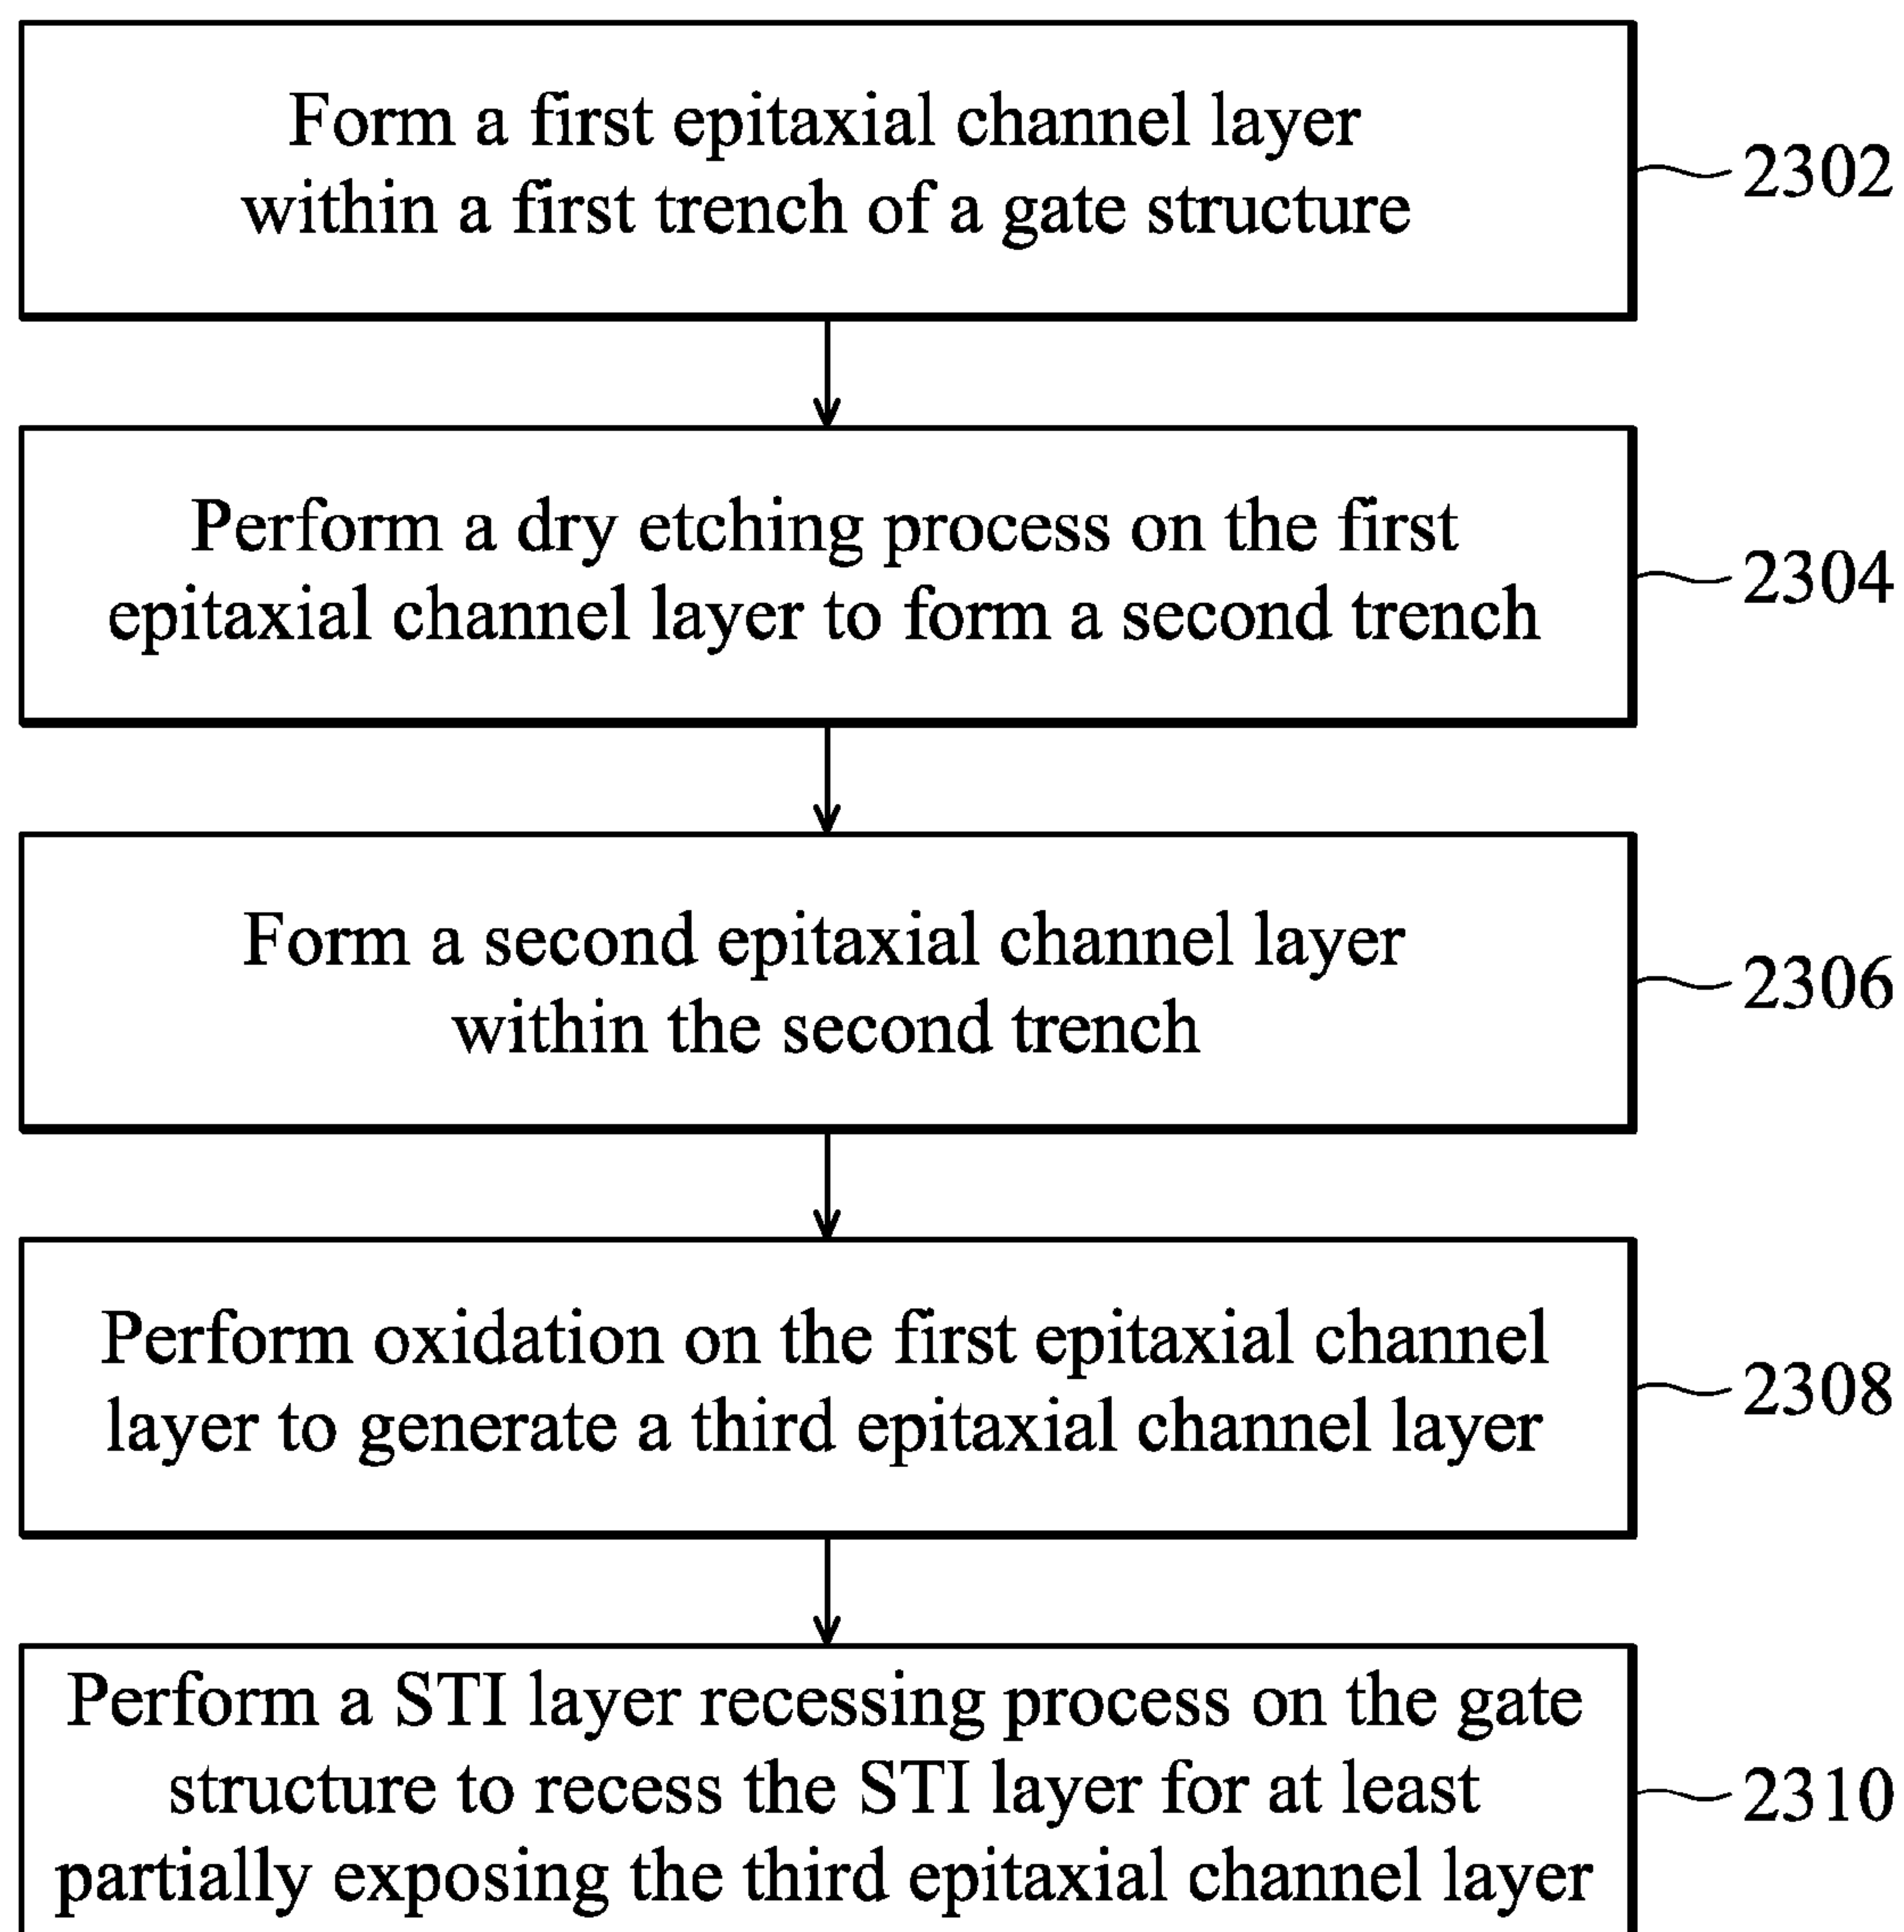 Form a first epitaxial channel layer
within a first trench of a gate structure
2302
Perform a dry etching process on the first
epitaxial channel layer to form a second trench
2304
Form a second epitaxial channel layer
within the second trench
2306
Perform oxidation on the first epitaxial channel
layer to generate a third epitaxial channel layer
2308
Perform a STI layer recessing process on the gate
structure to recess the STI layer for at least
partially exposing the third epitaxial channel layer
2310